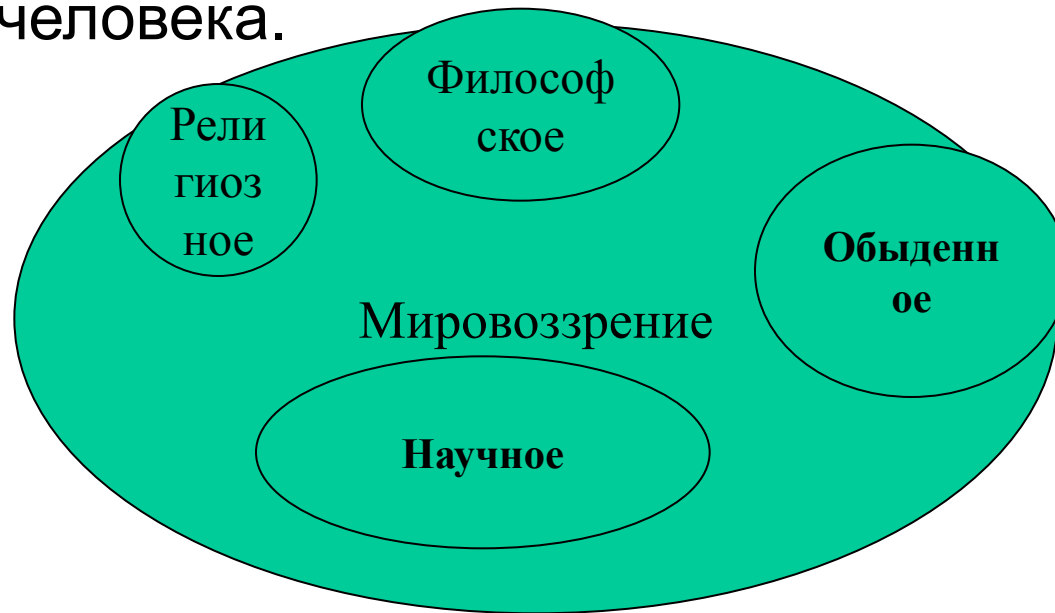 человека.
Философ
ское
Рели
гиоз
ное
Обыденн
ое
Мировоззрение
Научное